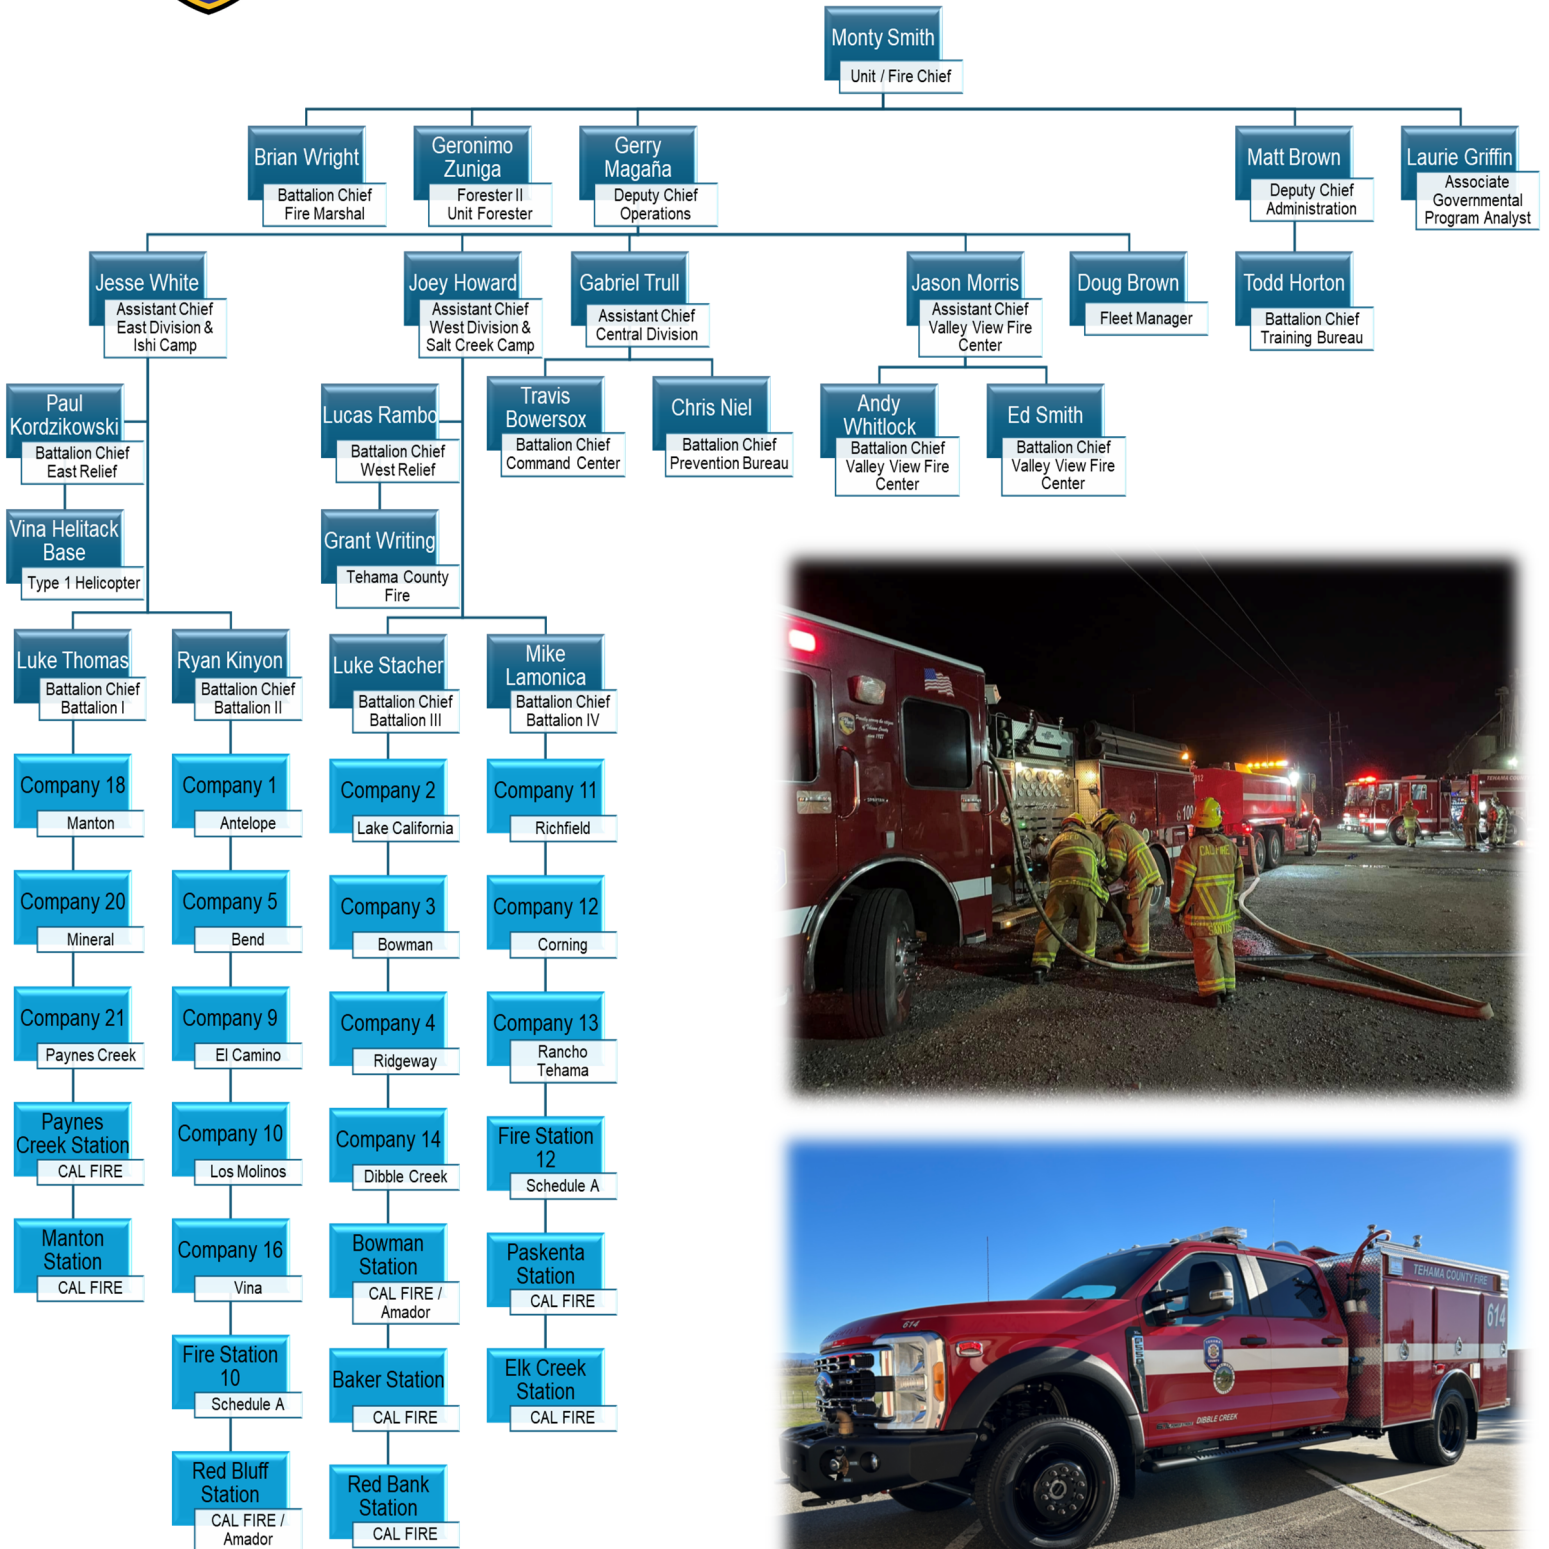 Monty Smith
Unit / Fire Chief
Brian Wright
Battalion Chief
Fire Marshal
Geronimo
Zuniga
Forester II
Unit Forester
Gerry
Magaña
Deputy Chief
Operations
Matt Brown
Deputy Chief
Administration
Laurie Griffin
Associate
Governmental
Program Analyst
Jesse White
Assistant Chief
East Division &
Ishi Camp
Joey Howard
Assistant Chief
West Division &
Salt Creek Camp
Gabriel Trull
Assistant Chief
Central Division
Jason Morris
Assistant Chief
Valley View Fire
Center
Doug Brown
Fleet Manager
Todd Horton
Battalion Chief
Training Bureau
Paul
Kordzikowski
Battalion Chief
East Relief
Lucas Rambo
Battalion Chief
West Relief
Travis
Bowersox
Battalion Chief
Command Center
Chris Niel
Battalion Chief
Prevention Bureau
Andy
Whitlock
Battalion Chief
Valley View Fire
Center
Ed Smith
Battalion Chief
Valley View Fire
Center
Vina Helitack
Base
Type 1 Helicopter
Grant Writing
Tehama County
Fire
Luke Thomas
Battalion Chief
Battalion I
Ryan Kinyon
Battalion Chief
Battalion II
Luke Stacher
Battalion Chief
Battalion III
Mike
Lamonica
Battalion Chief
Battalion IV
Company 18
Manton
Company 1
Antelope
Company 2
Lake California
Company 11
Richfield
Company 20
Mineral
Company 5
Bend
Company 3
Bowman
Company 12
Corning
Company 21
Paynes Creek
Company 9
El Camino
Company 4
Ridgeway
Company 13
Rancho
Tehama
Paynes
Creek Station
CAL FIRE
Company 10
Los Molinos
Company 14
Dibble Creek
Fire Station
12
Schedule A
Manton
Station
CAL FIRE
Company 16
Vina
Bowman
Station
CAL FIRE /
Amador
Paskenta
Station
CAL FIRE
Fire Station
10
Schedule A
Baker Station
CAL FIRE
Elk Creek
Station
CAL FIRE
Red Bluff
Station
CAL FIRE /
Amador
Red Bank
Station
CAL FIRE
CAL FIRE
TEHAMA COUNTY FIRE
614
614
DIBBLE CREEK